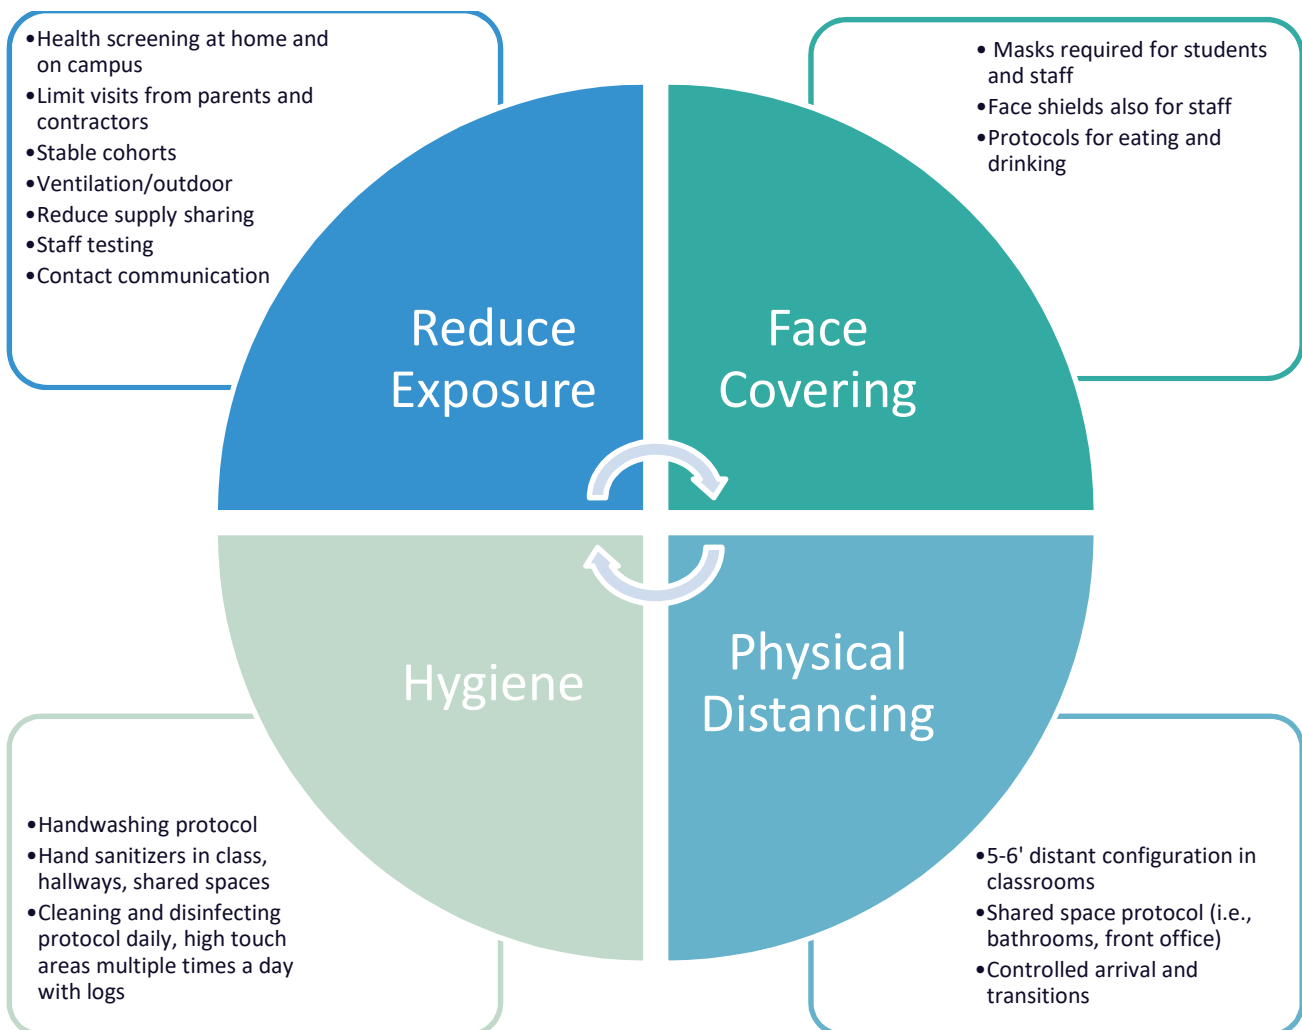 •Health screening at home and
on campus
•Limit visits from parents and
contractors
•Stable cohorts
•Ventilation/outdoor
•Reduce supply sharing
•Staff testing
•Contact communication
Reduce
Exposure
• Masks required for students
and staff
•Face shields also for staff
•Protocols for eating and
drinking
Face
Covering
Hygiene
•Handwashing protocol
•Hand sanitizers in class,
hallways, shared spaces
•Cleaning and disinfecting
protocol daily, high touch
areas multiple times a day
with logs
Physical
Distancing
•5-6' distant configuration in
classrooms
•Shared space protocol (i.e.,
bathrooms, front office)
•Controlled arrival and
transitions